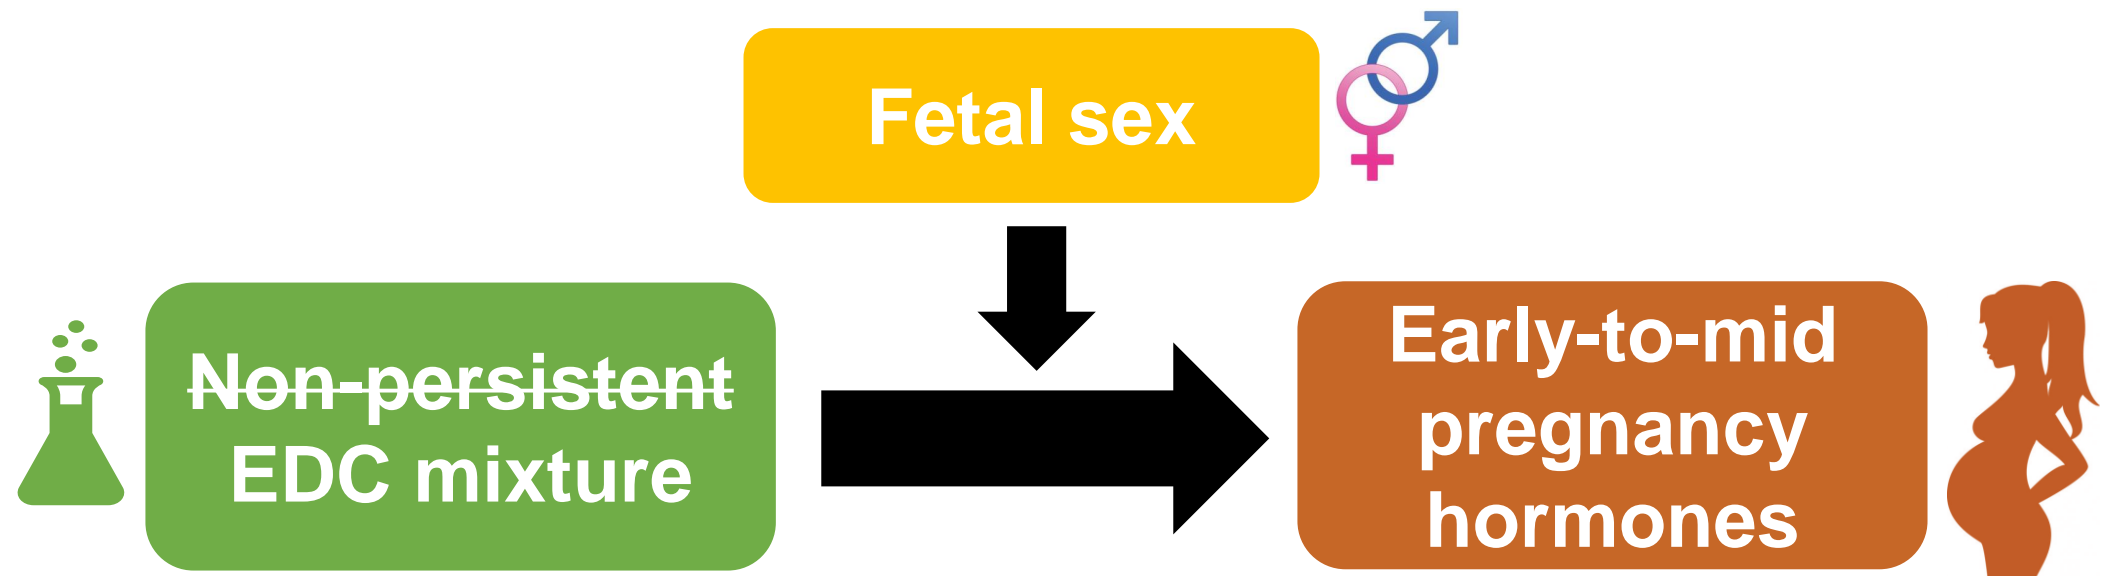 Fetal sex
Non-persistent
EDC mixture
Early-to-mid
pregnancy
hormones